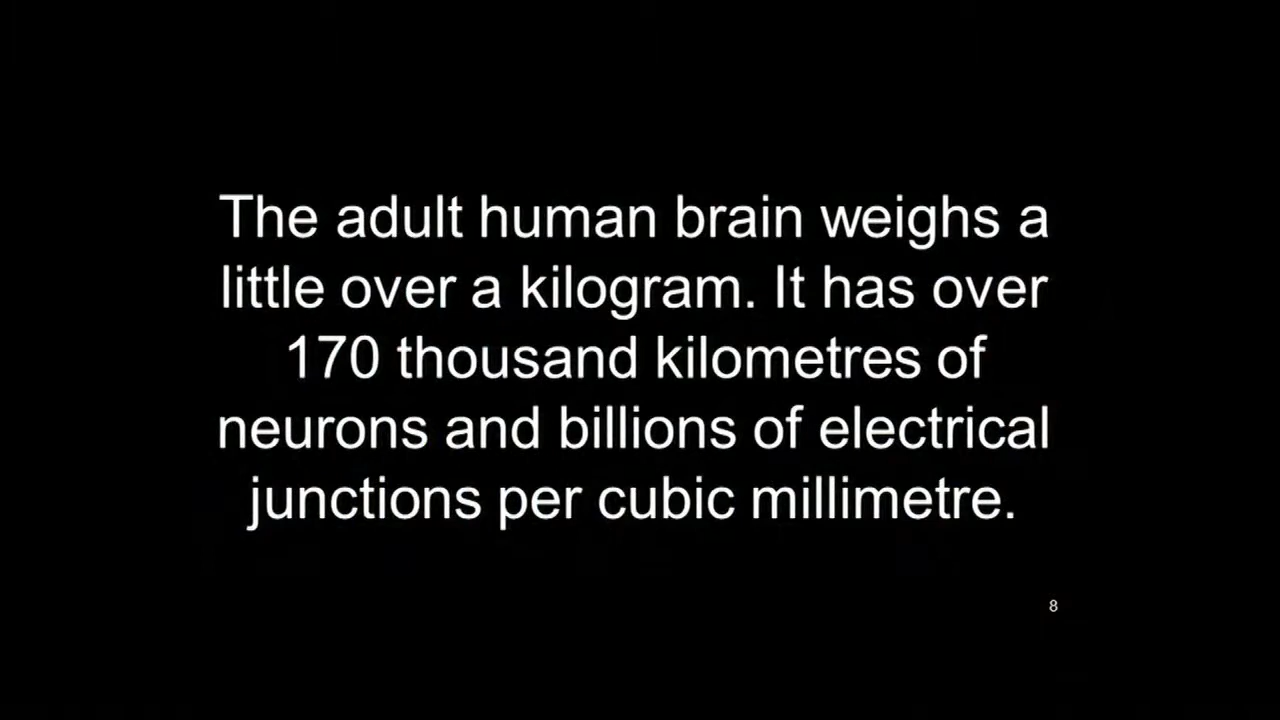 The adult human brain weighs a
little over a kilogram. It has over
170 thousand kilometres of
neurons and billions of electrical
junctions per cubic millimetre.
8